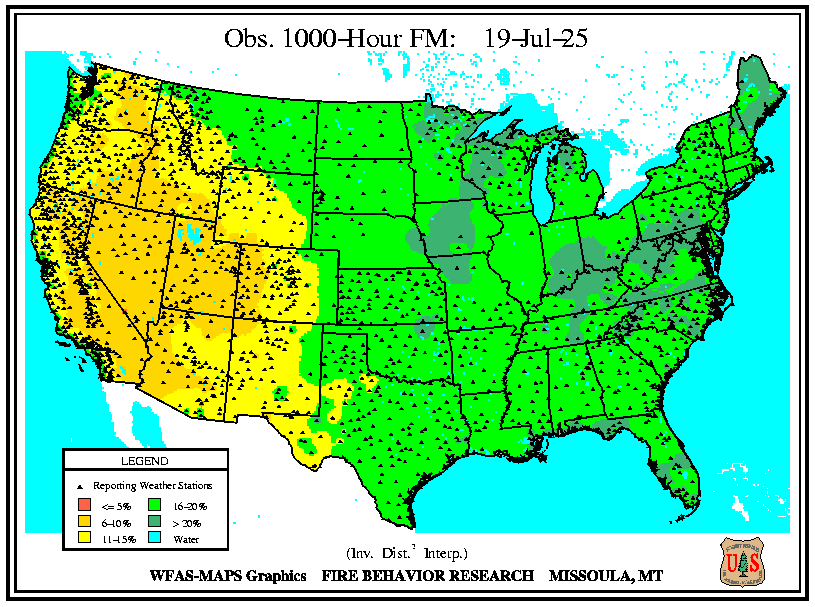 Obs. 1000-Hour FM: 19-Jul-25
LEGEND
Reporting Weather Stations
<= 5%
16-20%
6-10%
> 20%
11-15%
Water
(Inv. Dist.² Interp.)
WFAS-MAPS Graphics FIRE BEHAVIOR RESEARCH MISSOULA, MT
U S